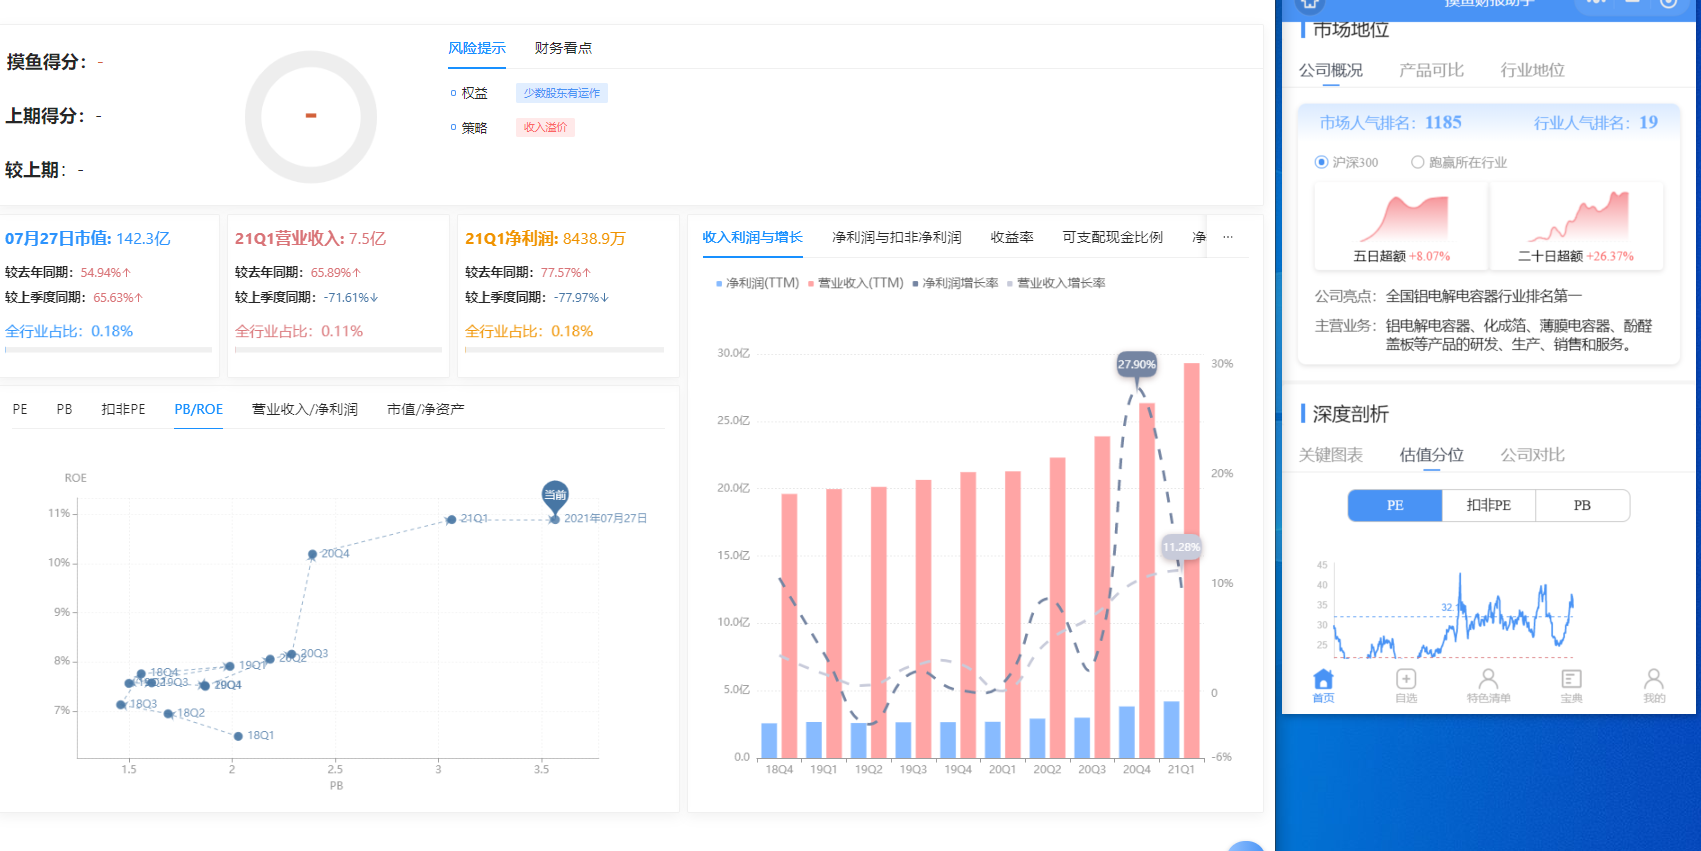 摸鱼得分：-
上期得分：-
较上期：-
-
风险提示 财务看点
权益 少数股东有运作
策略 收入溢价
07月27日市值: 142.3亿
较去年同期：54.94%↑
较上季度同期：65.63%↑
全行业占比：0.18%
21Q1营业收入: 7.5亿
较去年同期：65.89%↑
较上季度同期：-71.61%↓
全行业占比：0.11%
21Q1净利润: 8438.9万
较去年同期：77.57%↑
较上季度同期：-77.97%↓
全行业占比：0.18%
PE PB 扣非PE PB/ROE 营业收入/净利润 市值/净资产
ROE
11%
10%
9%
8%
7%
当前
21Q1
2021年07月27日
20Q4
20Q3
20Q2
19Q1
18Q4
19Q3
19Q4
18Q3
18Q2
18Q1
1.5 2 2.5 3 3.5
PB
收入利润与增长 净利润与扣非净利润 收益率 可支配现金比例 净 ...
净利润(TTM) 营业收入(TTM) 净利润增长率 营业收入增长率
30.0亿
25.0亿
20.0亿
15.0亿
10.0亿
5.0亿
0.0
27.90%
11.28%
30%
20%
10%
0
-6%
18Q4 19Q1 19Q2 19Q3 19Q4 20Q1 20Q2 20Q3 20Q4 21Q1
摸鱼财报助手
市场地位
公司概况 产品可比 行业地位
市场人气排名：1185 行业人气排名：19
沪深300 跑赢所在行业
五日超额 +8.07% 二十日超额 +26.37%
公司亮点：全国铝电解电容器行业排名第一
主营业务：铝电解电容器、化成箔、薄膜电容器、酚醛
盖板等产品的研发、生产、销售和服务。
深度剖析
关键图表 估值分位 公司对比
PE 扣非PE PB
45
40
35
30
25
32.
首页 自选 特色清单 宝典 我的